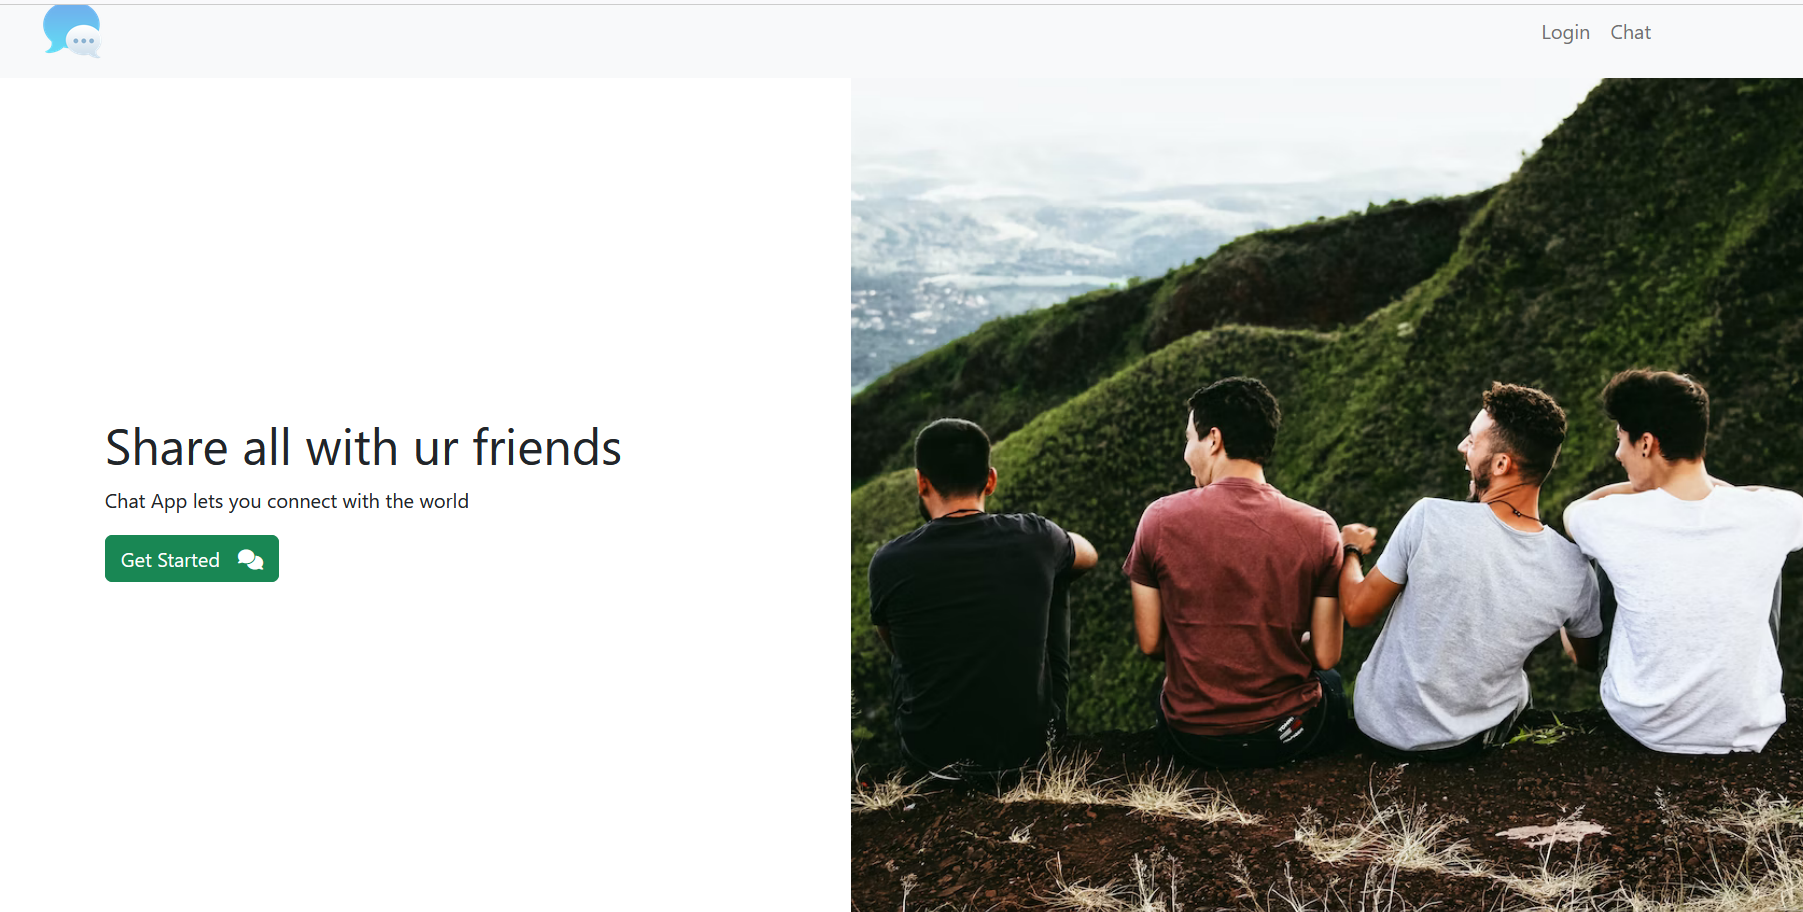 Login Chat
Share all with ur friends
Chat App lets you connect with the world
Get Started